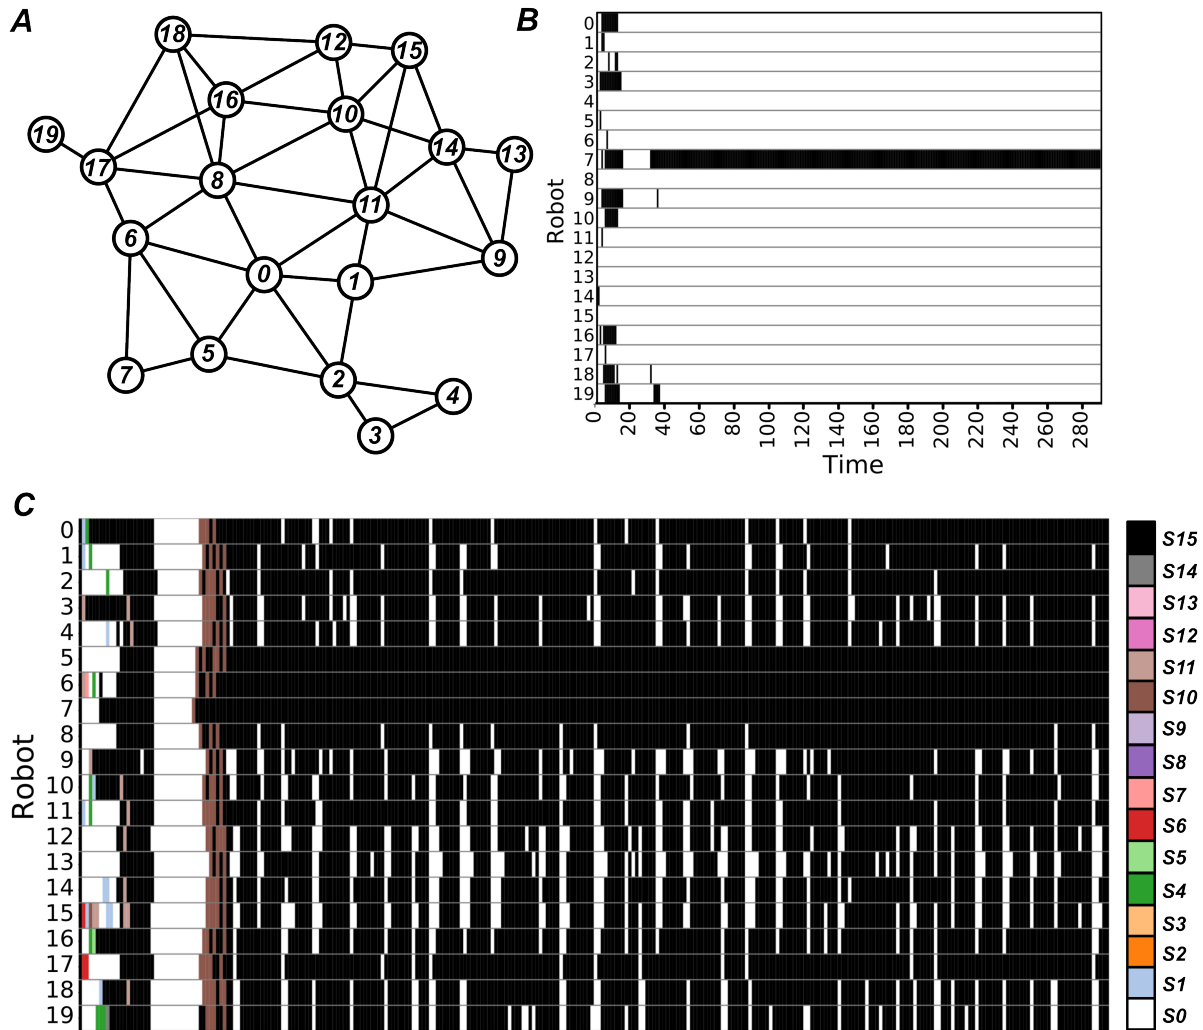 A
18
12
15
16
10
19
14
13
17
8
11
6
9
0
1
5
7
2
4
3
B
Robot
0
1
2
3
4
5
6
7
8
9
10
11
12
13
14
15
16
17
18
19
0 20 40 60 80 100 120 140 160 180 200 220 240 260 280
Time
C
Robot
0
1
2
3
4
5
6
7
8
9
10
11
12
13
14
15
16
17
18
19
S15
S14
S13
S12
S11
S10
S9
S8
S7
S6
S5
S4
S3
S2
S1
S0